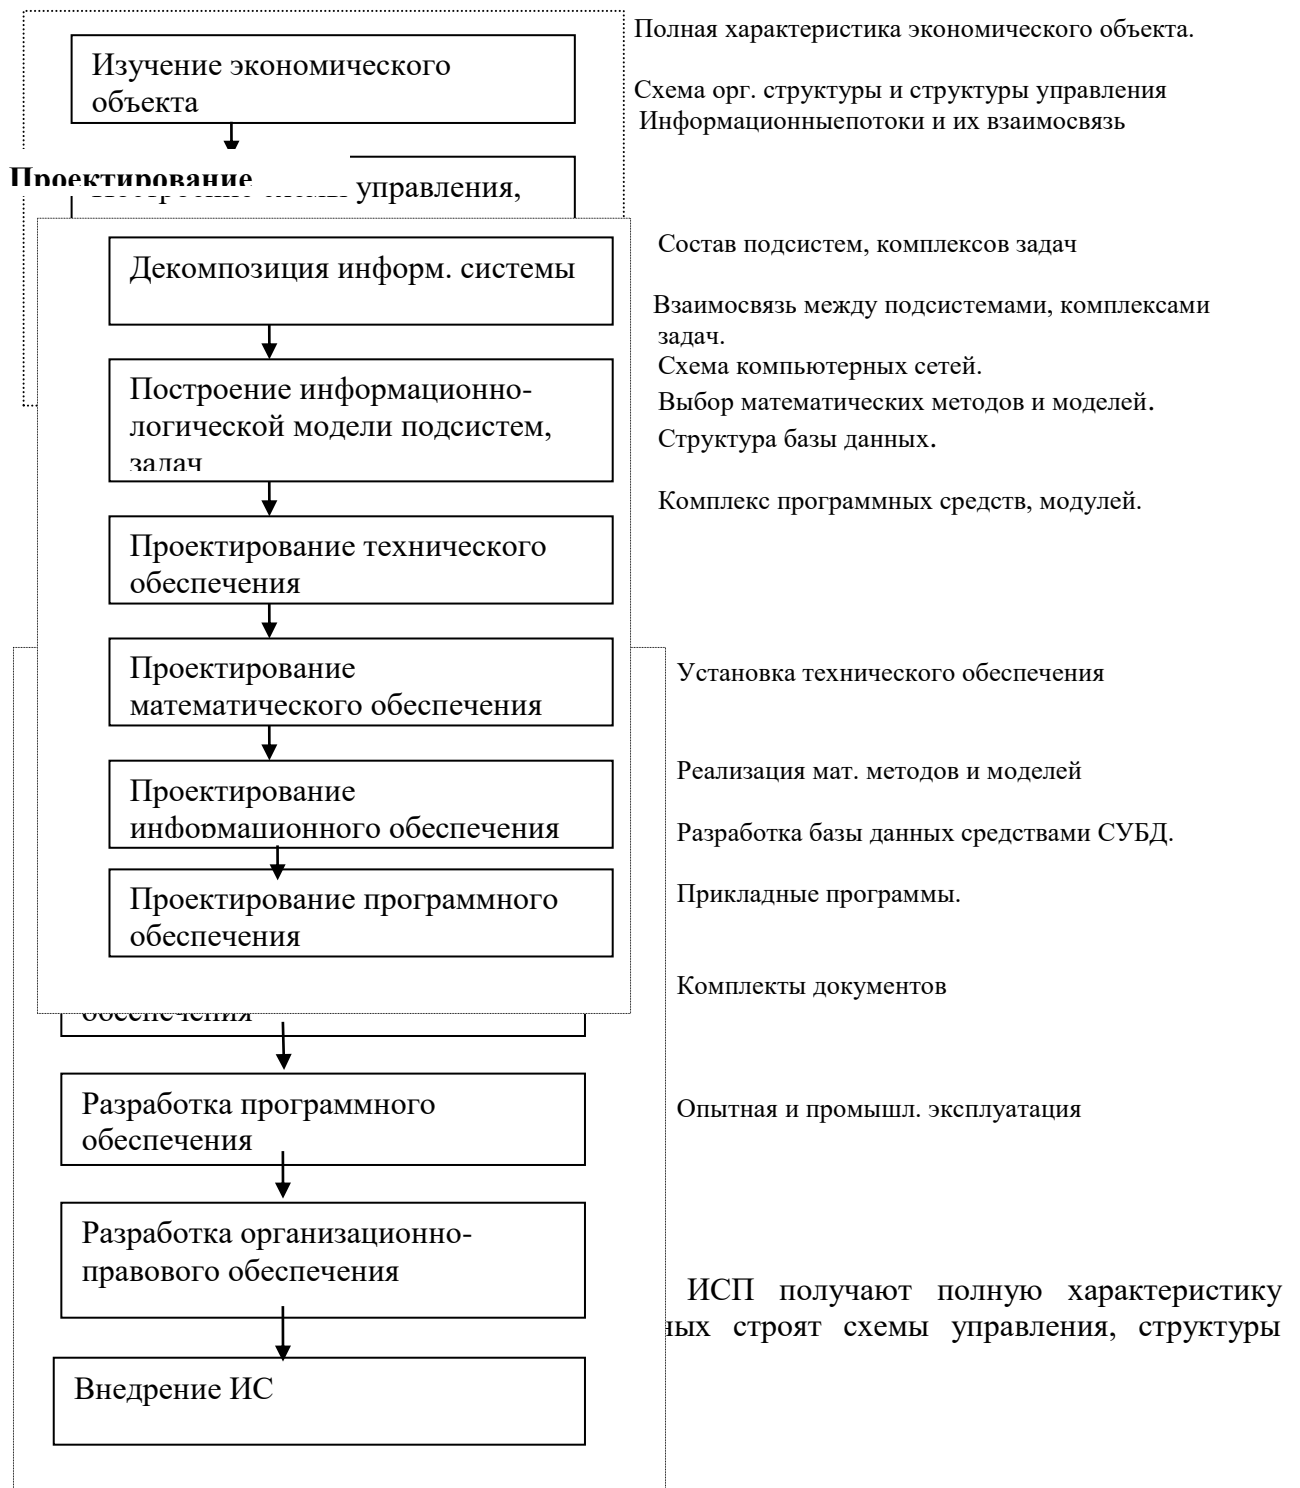 Полная характеристика экономического объекта.
Изучение экономического
объекта
Схема орг. структуры и структуры управления
Информационныепотоки и их взаимосвязь
Проектирование
управления,
Состав подсистем, комплексов задач
Декомпозиция информ. системы
Взаимосвязь между подсистемами, комплексами
задач.
Схема компьютерных сетей.
Построение информационно-
логической модели подсистем,
задач
Выбор математических методов и моделей.
Структура базы данных.
Комплекс программных средств, модулей.
Проектирование технического
обеспечения
Проектирование
математического обеспечения
Установка технического обеспечения
Проектирование
информационного обеспечения
Реализация мат. методов и моделей
Разработка базы данных средствами СУБД.
Проектирование программного
обеспечения
Прикладные программы.
Комплекты документов
обеспечения
Разработка программного
обеспечения
Опытная и промышл. эксплуатация
Разработка организационно-
правового обеспечения
ИСП получают полную характеристику
строят схемы управления, структуры
Внедрение ИС